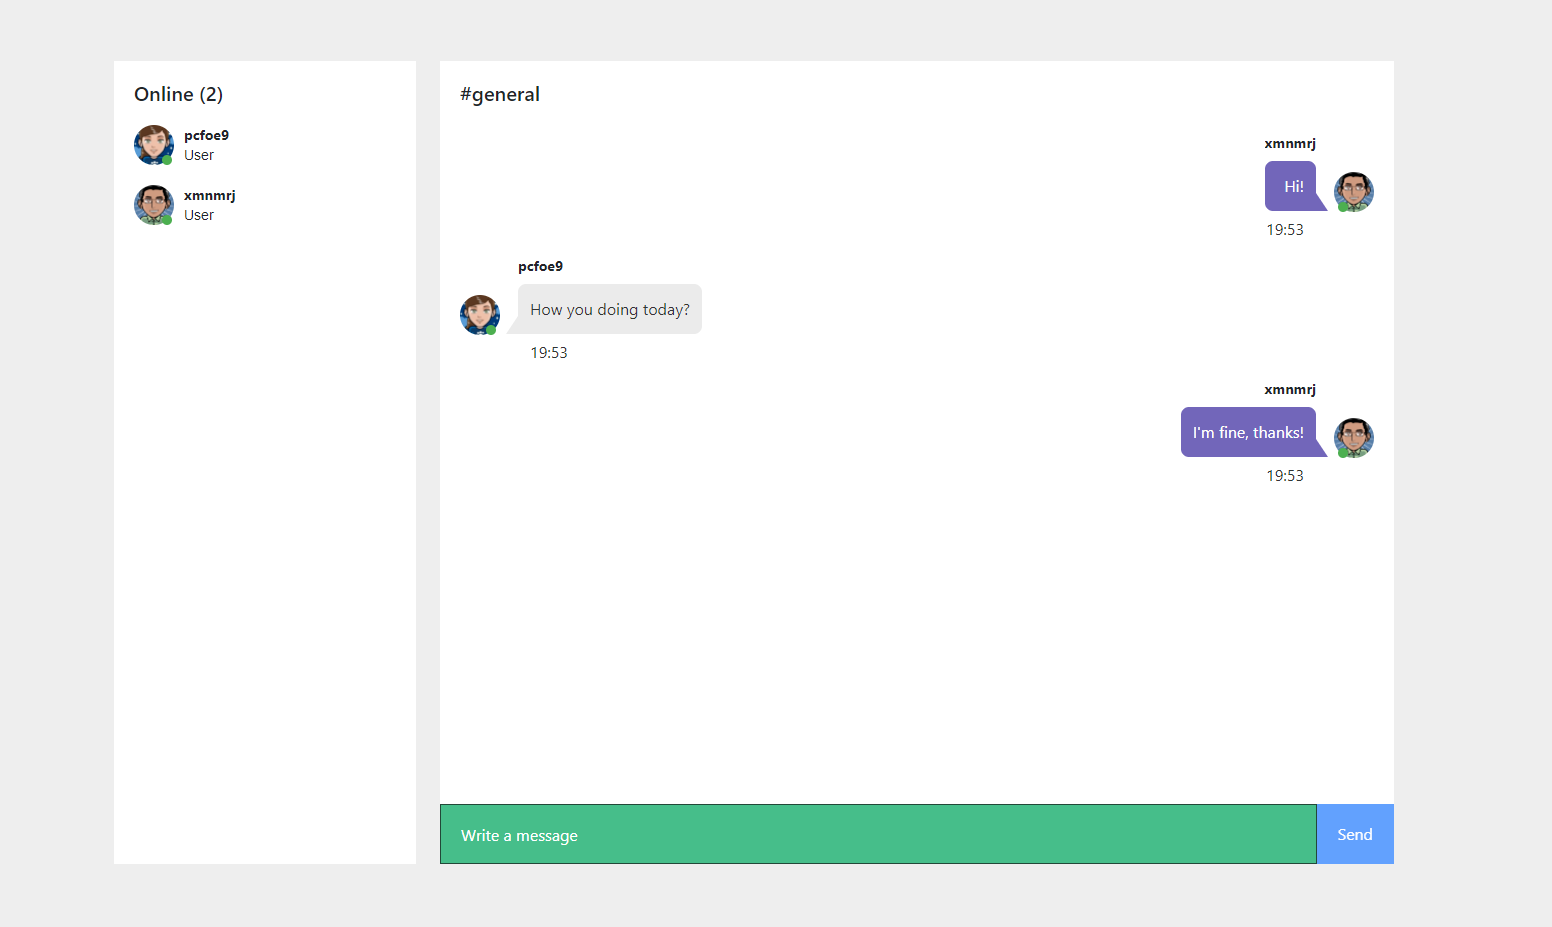 Online (2)
pcfoe9
User
xmnmrj
User
#general
xmnmrj
Hi!
19:53
pcfoe9
How you doing today?
19:53
xmnmrj
I'm fine, thanks!
19:53
Write a message
Send